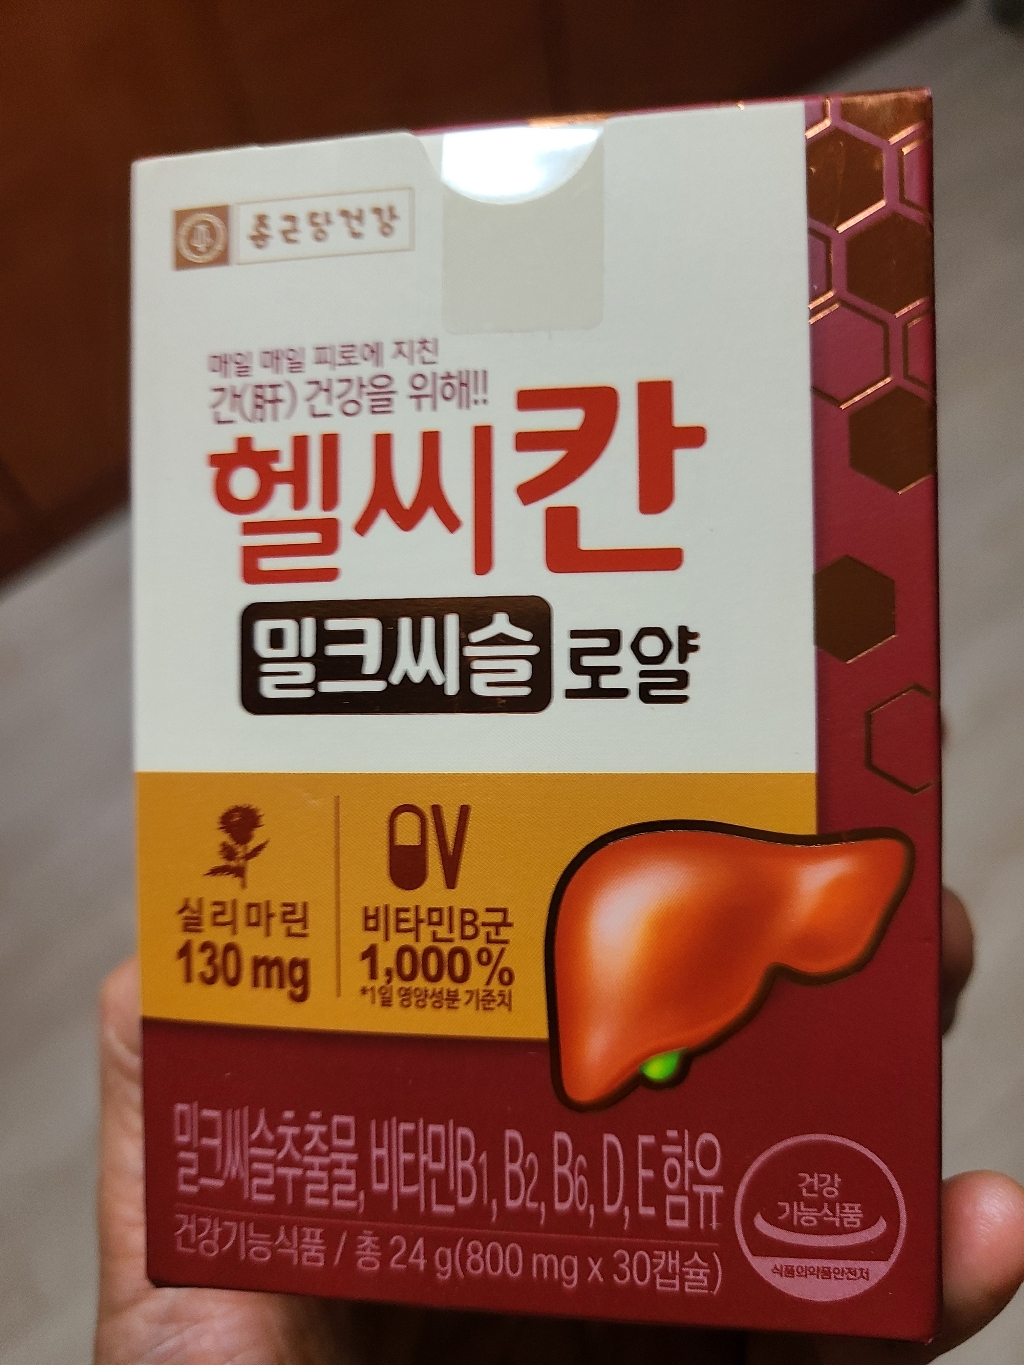 종근당건강
매일 매일 피로에 지친
간(肝) 건강을 위해!!
헬씨칸
밀크씨슬 로얄
실리마린
130 mg
비타민B군
1,000%
*1일 영양성분 기준치
밀크씨슬추출물, 비타민B1, B2, B6, D, E 함유
건강기능식품 / 총 24 g(800 mg x 30캡슐)
건강
기능식품
식품의약품안전처